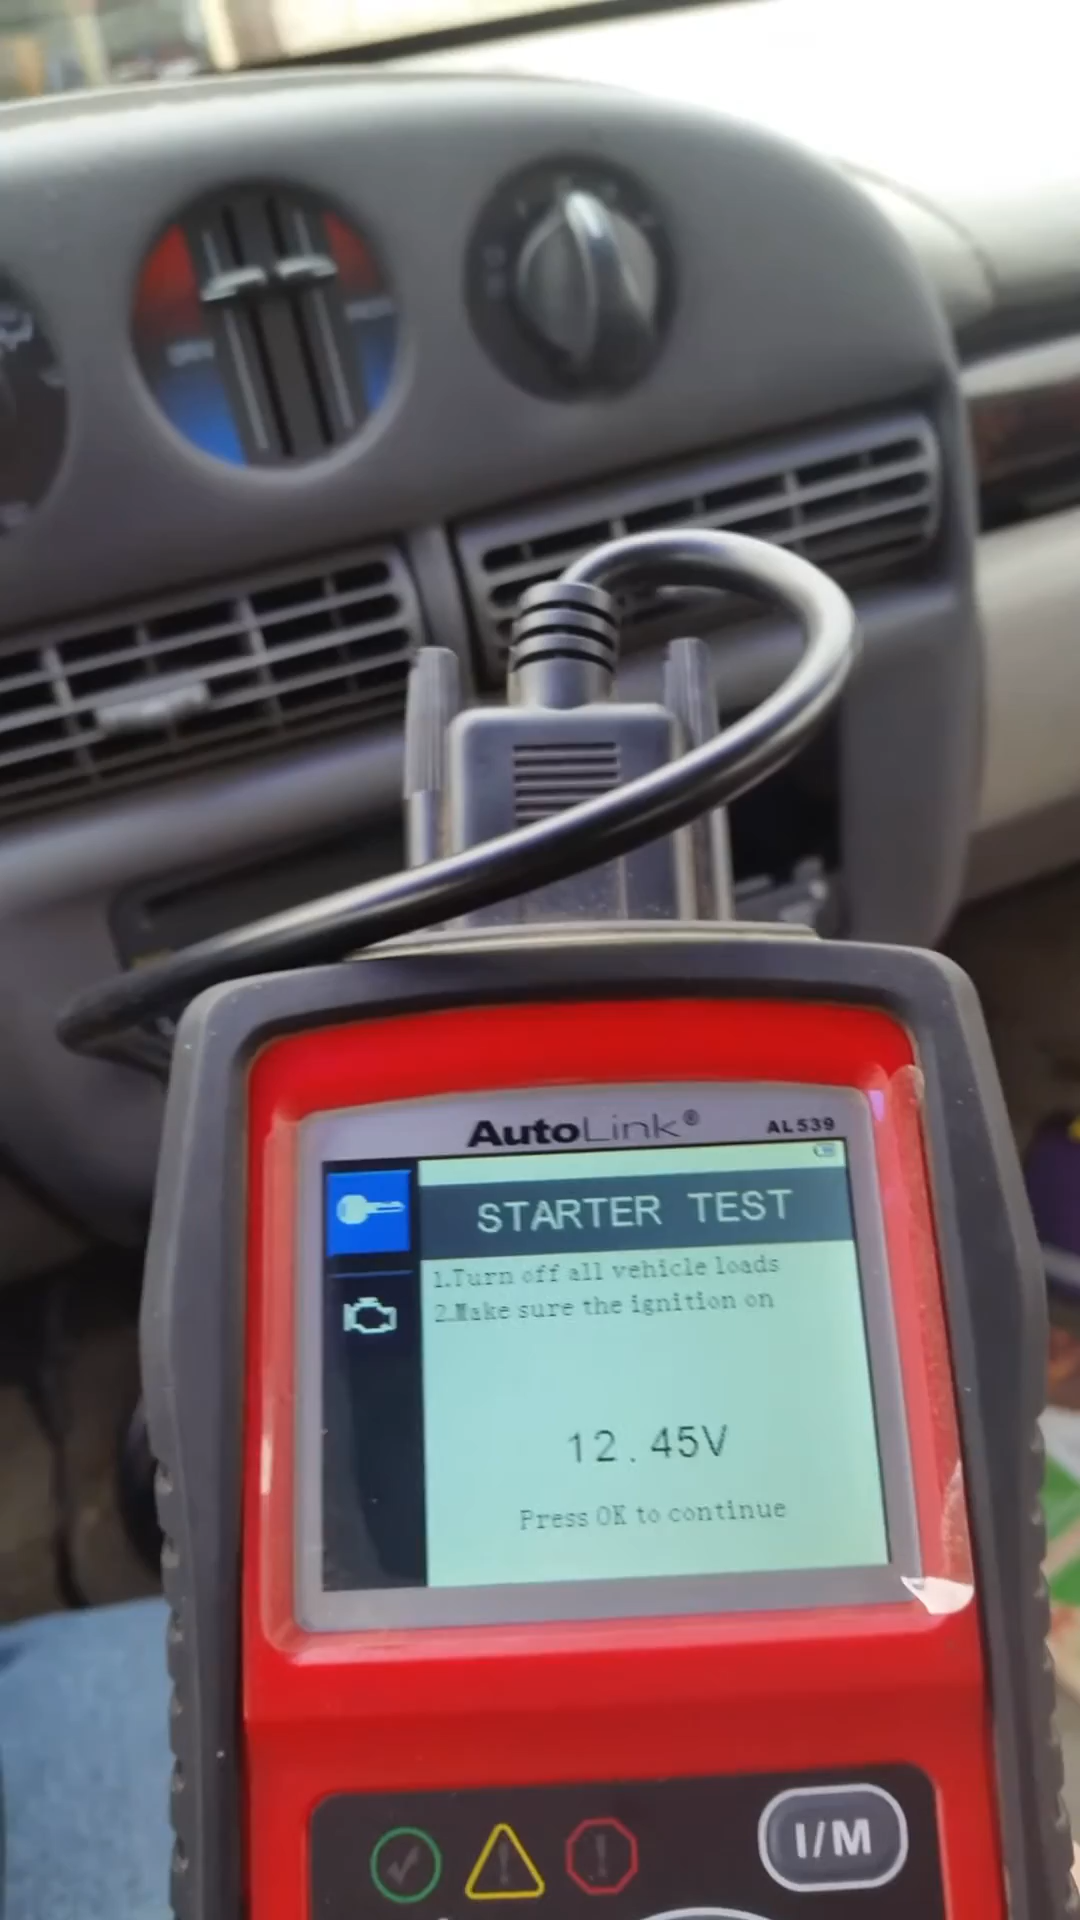 AutoLink® AL539
STARTER TEST
1.Turn off all vehicle loads
2.Make sure the ignition on
12.45V
Press OK to continue
I/M